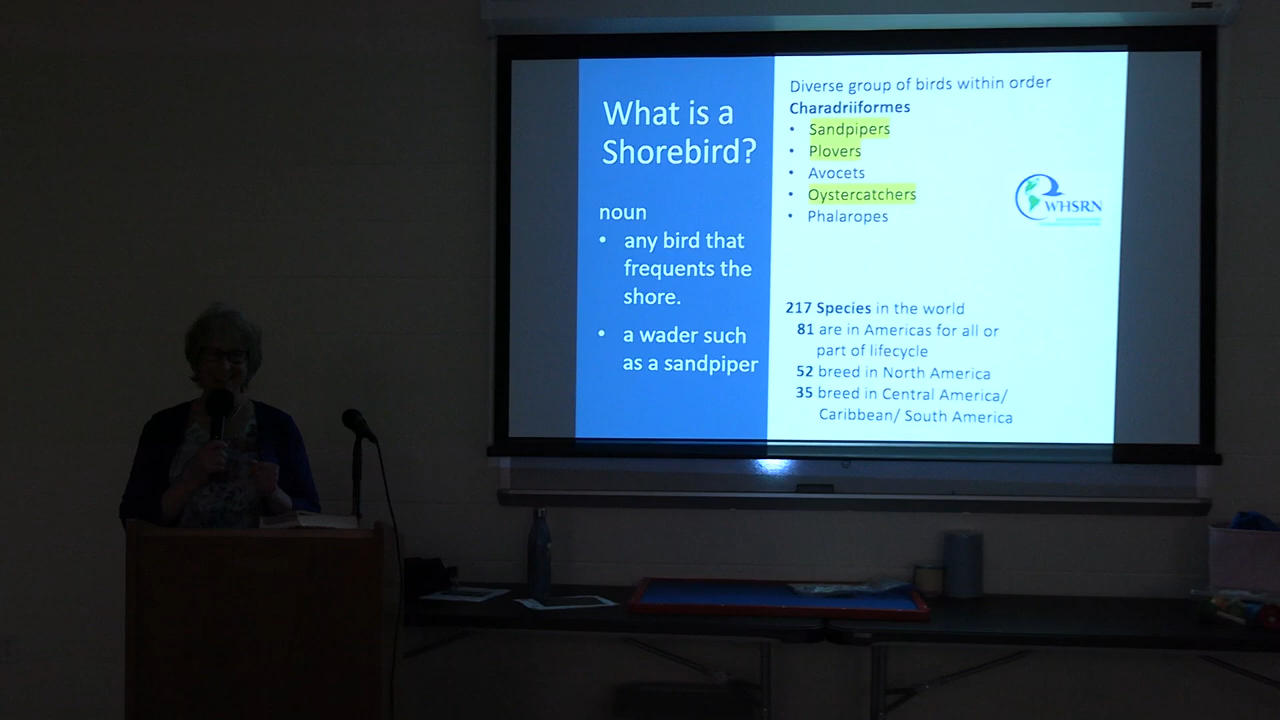 What is a
Shorebird?
noun
• any bird that
frequents the
shore.
• a wader such
as a sandpiper
Diverse group of birds within order
Charadriiformes
• Sandpipers
• Plovers
• Avocets
• Oystercatchers
• Phalaropes
WHSRN
217 Species in the world
81 are in Americas for all or
part of lifecycle
52 breed in North America
35 breed in Central America/
Caribbean/ South America